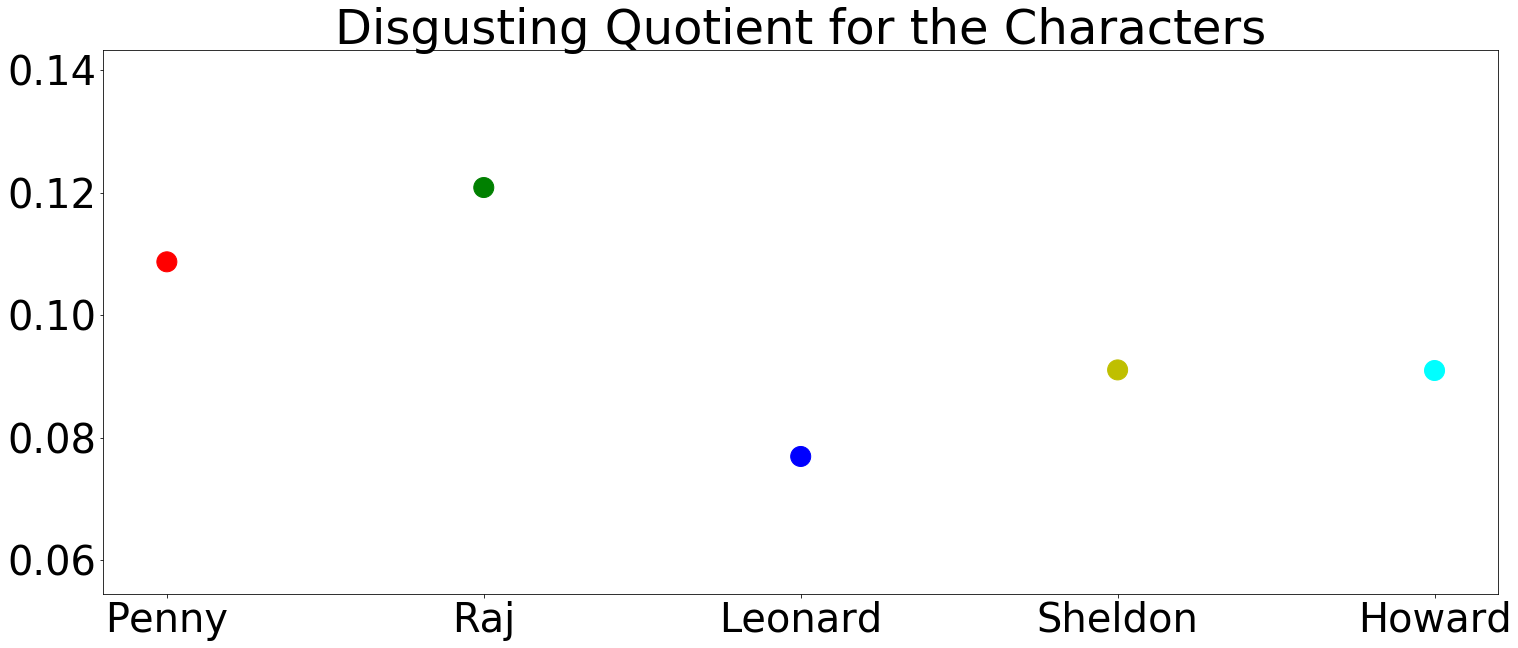 Disgusting Quotient for the Characters
0.14
0.12
0.10
0.08
0.06
Penny Raj Leonard Sheldon Howard